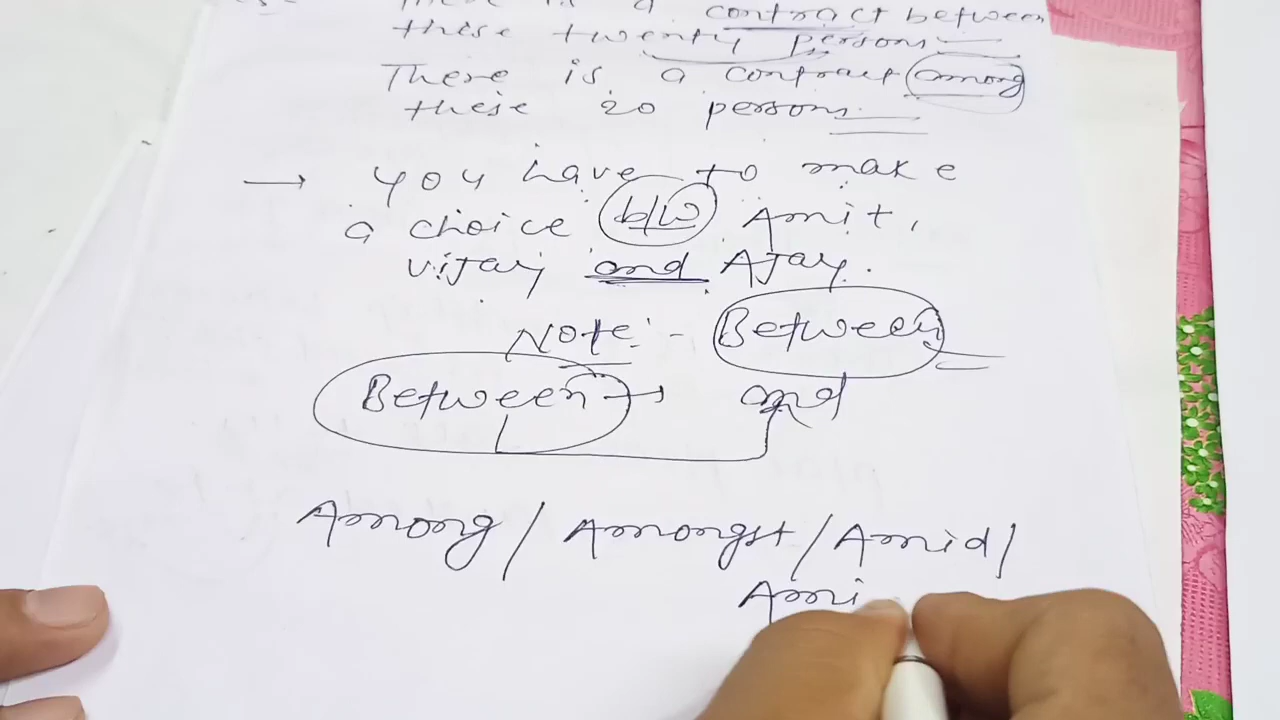 There is a contract between
these twenty persons
There is a contract among
these 20 persons.
→ you have to make
a choice b/w Amit,
vijay and Ajay.
Note:- Between
Between → and
Among / Amongst / Amid /
Ami